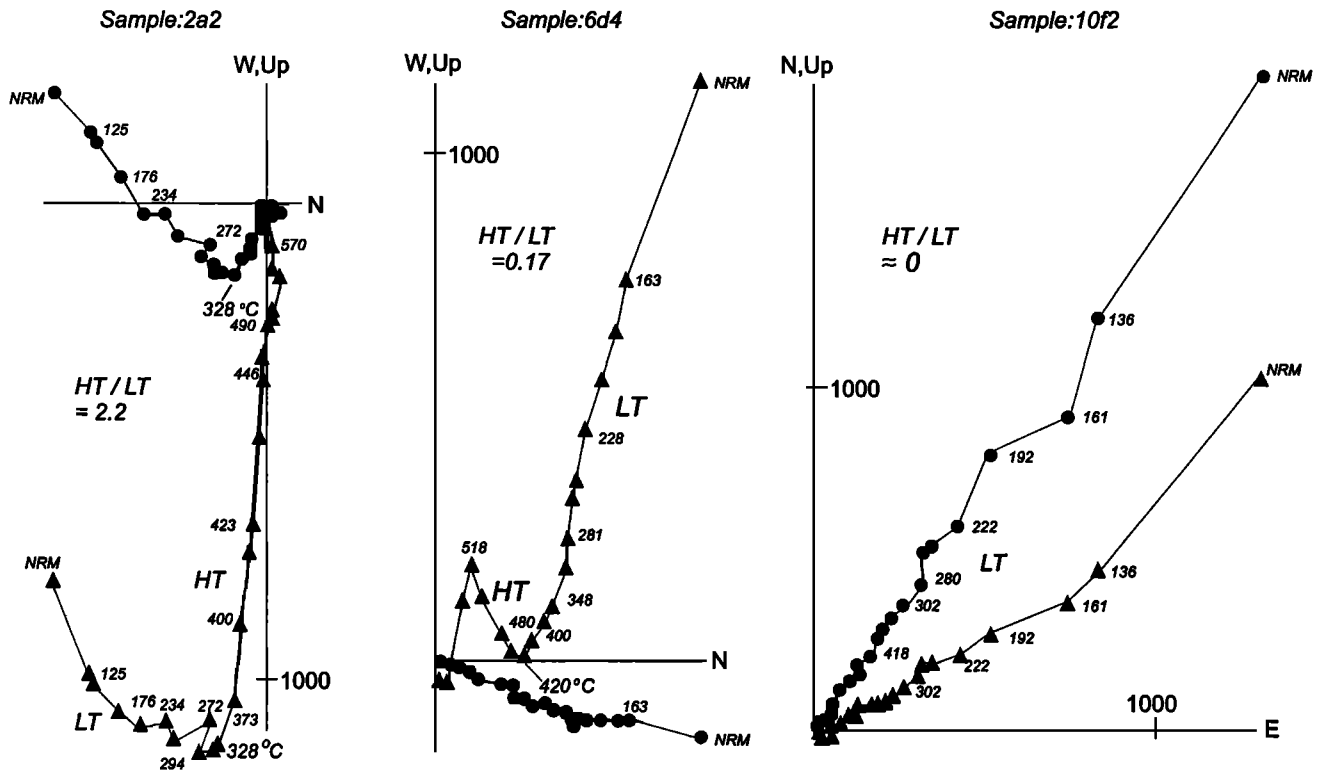 Sample:2a2
W,Up
NRM
125
176
234
N
272
570
328 °C
490
446
HT / LT
= 2.2
423
NRM
HT
400
125
1000
176
234
272
373
LT
294
328 °C
Sample:6d4
W,Up
NRM
1000
HT / LT
=0.17
163
LT
228
281
518
HT
348
480
400
N
420 °C
163
NRM
Sample:10f2
N,Up
NRM
HT / LT
≈ 0
136
NRM
1000
161
192
222
LT
280
136
302
161
192
418
222
302
1000
E